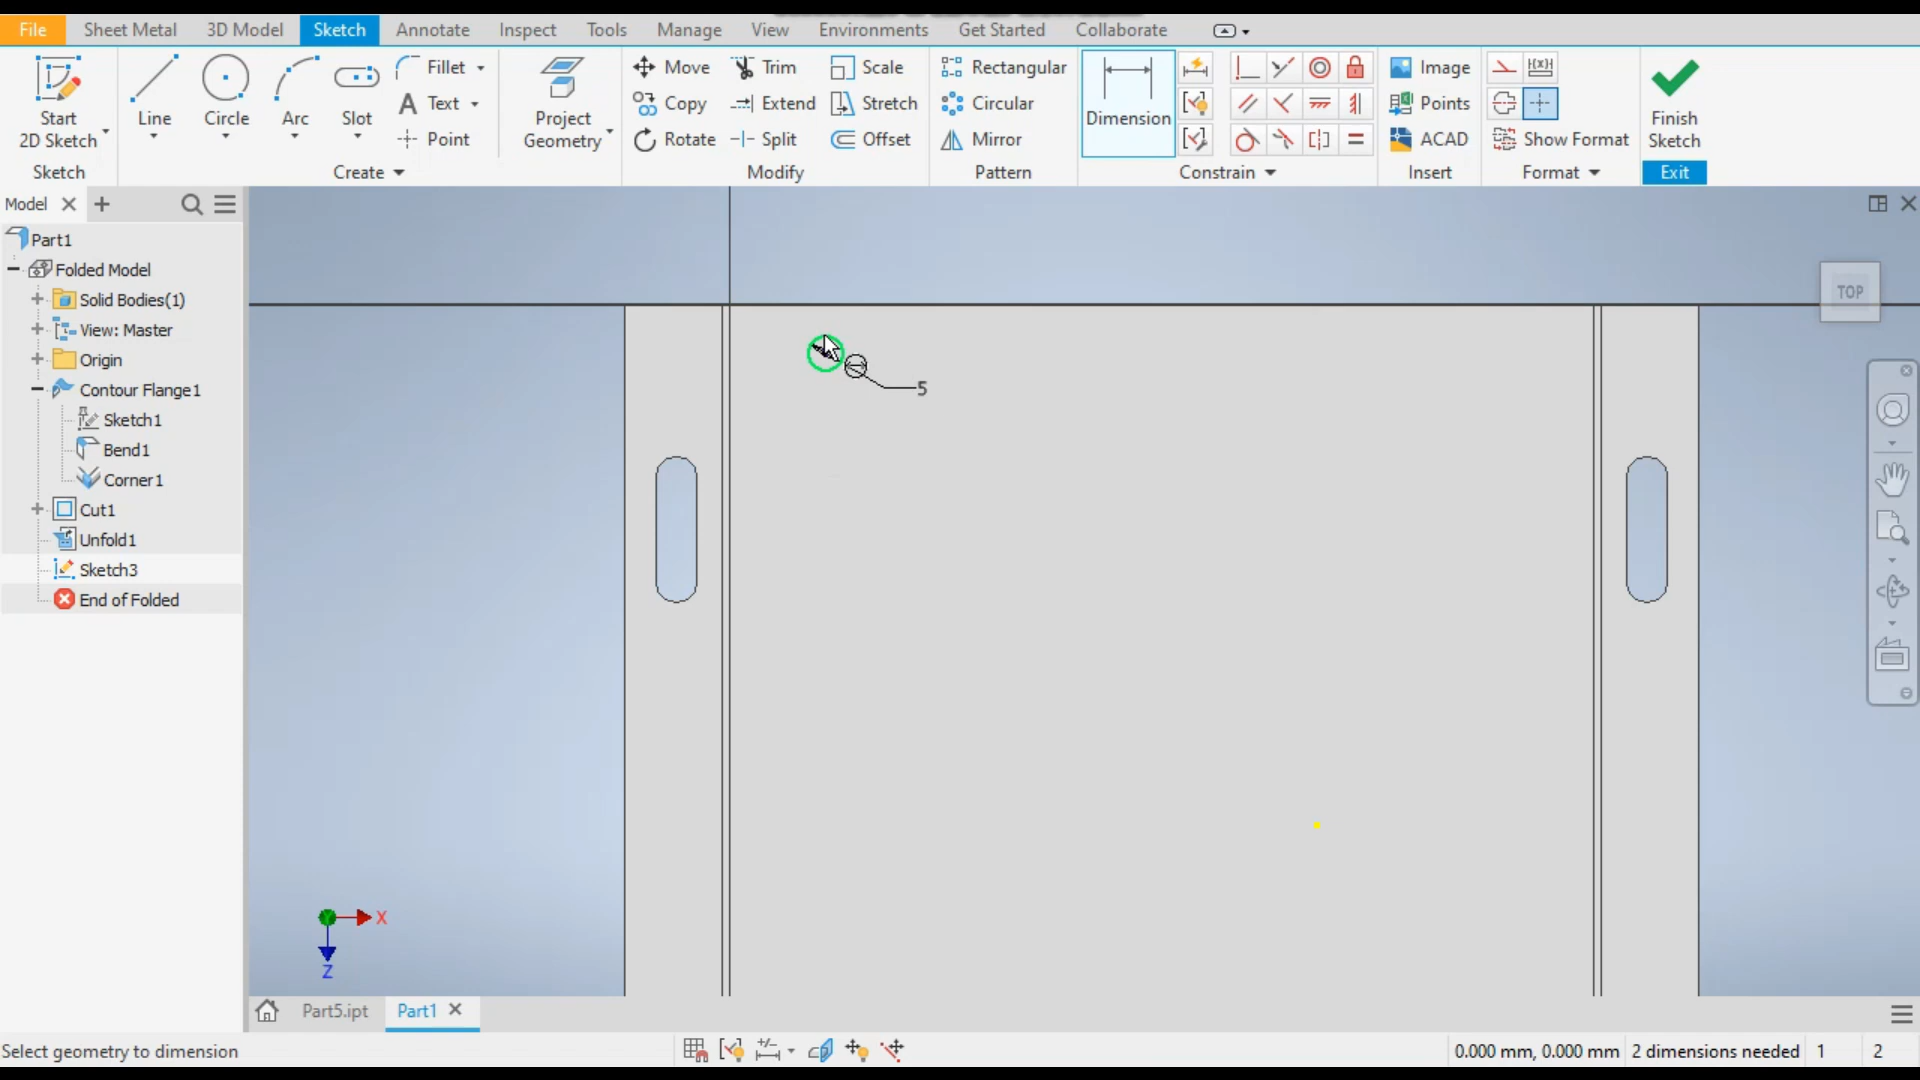 File Sheet Metal 3D Model Sketch Annotate Inspect Tools Manage View Environments Get Started Collaborate
Start 2D Sketch
Line
Circle
Arc
Slot
Fillet
Text
Point
Project Geometry
Move
Copy
Rotate
Trim
Extend
Split
Scale
Stretch
Offset
Rectangular
Circular
Mirror
Dimension
Image
Points
ACAD
Show Format
Finish Sketch
Sketch Create Modify Pattern Constrain Insert Format Exit
Model
Part1
Folded Model
Solid Bodies(1)
View: Master
Origin
Contour Flange1
Sketch1
Bend1
Corner1
Cut1
Unfold1
Sketch3
End of Folded
5
TOP
X
Z
Part5.ipt Part1
Select geometry to dimension
0.000 mm, 0.000 mm 2 dimensions needed 1 2